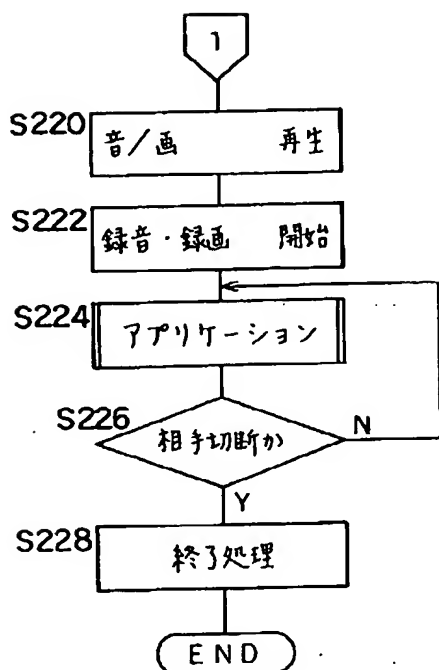 1
S220
音/画 再生
S222
録音・録画 開始
S224
アプリケーション
S226
相手切断か
N
Y
S228
終了処理
END